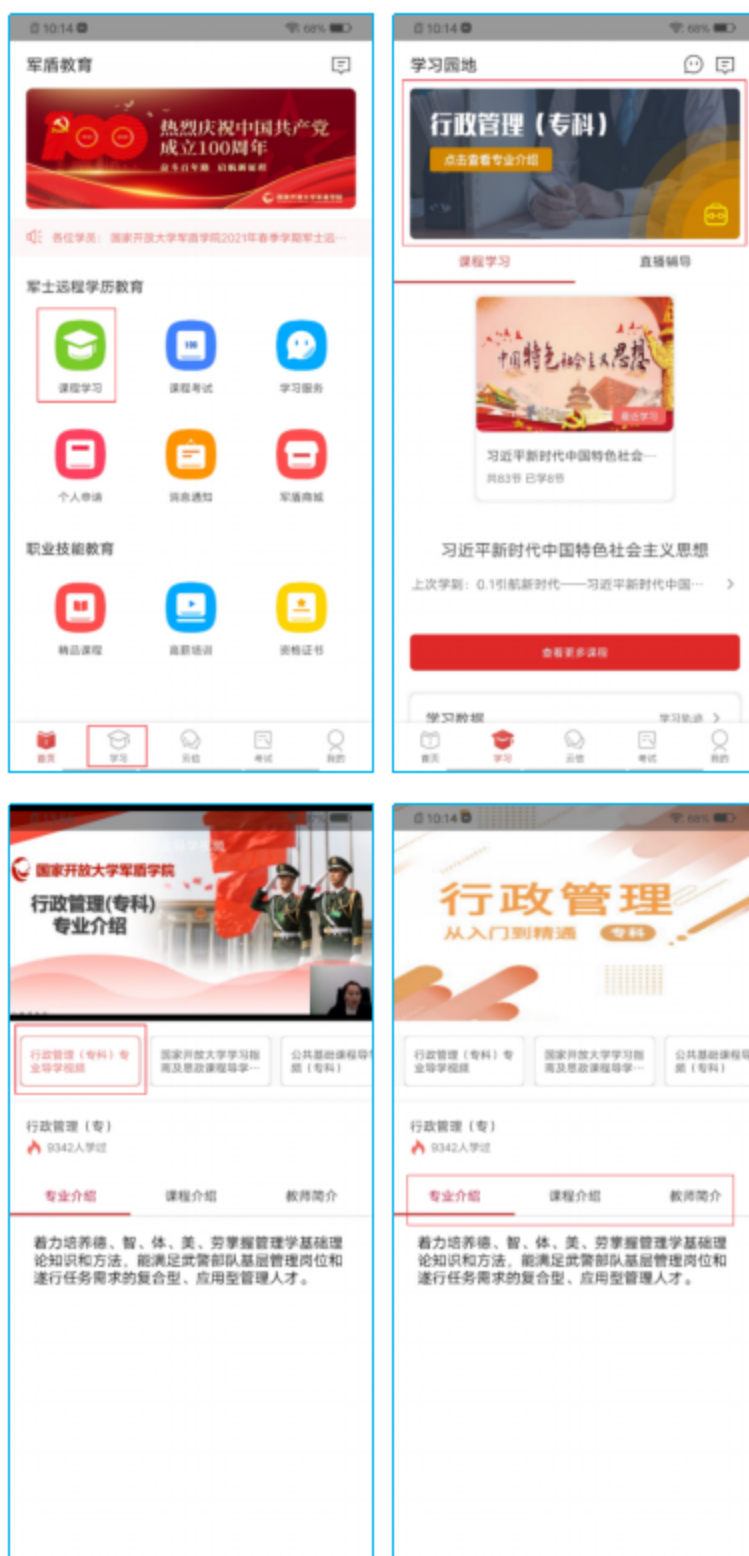 10:14 68%
军盾教育
热烈庆祝中国共产党
成立100周年
奋斗百年路 启航新征程
各位学员: 国家开放大学军盾学院2021年春季学期军士远…
军士远程学历教育
课程学习 课程考试 学习服务
个人申请 消息通知 军盾商城
职业技能教育
精品课程 高薪培训 资格证书
首页 学习 云信 考试 我的
10:14 68%
学习园地
行政管理(专科)
点击查看专业介绍
课程学习 直播辅导
中国特色社会主义思想
最近学习
习近平新时代中国特色社会…
共83节 已学8节
习近平新时代中国特色社会主义思想
上次学到: 0.1引航新时代——习近平新时代中国… >
查看更多课程
学习数据 学习轨迹 >
首页 学习 云信 考试 我的
国家开放大学军盾学院
行政管理(专科)
专业介绍
行政管理(专科)专
业导学视频
国家开放大学学习指
南及思政课程导学…
公共基础课程导学
频(专科)
行政管理(专)
9342人学过
专业介绍 课程介绍 教师简介
着力培养德、智、体、美、劳掌握管理学基础理
论知识和方法,能满足武警部队基层管理岗位和
遂行任务需求的复合型、应用型管理人才。
10:14 68%
行政管理
从入门到精通 专科
行政管理(专科)专
业导学视频
国家开放大学学习指
南及思政课程导学…
公共基础课程导
频(专科)
行政管理(专)
9342人学过
专业介绍 课程介绍 教师简介
着力培养德、智、体、美、劳掌握管理学基础理
论知识和方法,能满足武警部队基层管理岗位和
遂行任务需求的复合型、应用型管理人才。